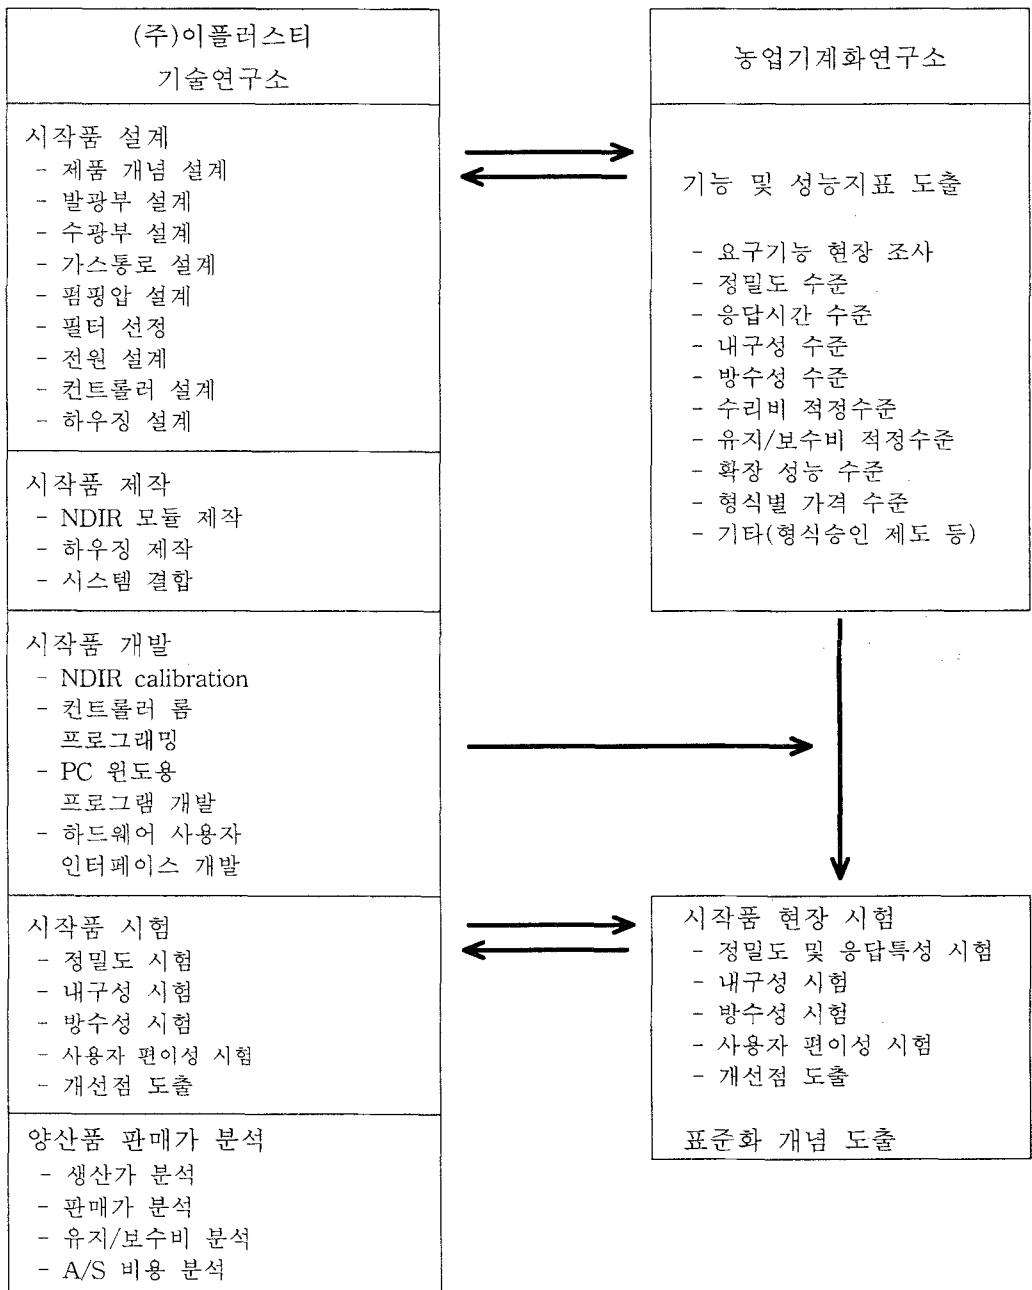 (주)이플러스티
기술연구소
시작품 설계
- 제품 개념 설계
- 발광부 설계
- 수광부 설계
- 가스통로 설계
- 펌핑압 설계
- 필터 선정
- 전원 설계
- 컨트롤러 설계
- 하우징 설계
시작품 제작
- NDIR 모듈 제작
- 하우징 제작
- 시스템 결합
시작품 개발
- NDIR calibration
- 컨트롤러 롬
프로그래밍
- PC 윈도용
프로그램 개발
- 하드웨어 사용자
인터페이스 개발
시작품 시험
- 정밀도 시험
- 내구성 시험
- 방수성 시험
- 사용자 편이성 시험
- 개선점 도출
양산품 판매가 분석
- 생산가 분석
- 판매가 분석
- 유지/보수비 분석
- A/S 비용 분석
농업기계화연구소
기능 및 성능지표 도출
- 요구기능 현장 조사
- 정밀도 수준
- 응답시간 수준
- 내구성 수준
- 방수성 수준
- 수리비 적정수준
- 유지/보수비 적정수준
- 확장 성능 수준
- 형식별 가격 수준
- 기타(형식승인 제도 등)
시작품 현장 시험
- 정밀도 및 응답특성 시험
- 내구성 시험
- 방수성 시험
- 사용자 편이성 시험
- 개선점 도출
표준화 개념 도출